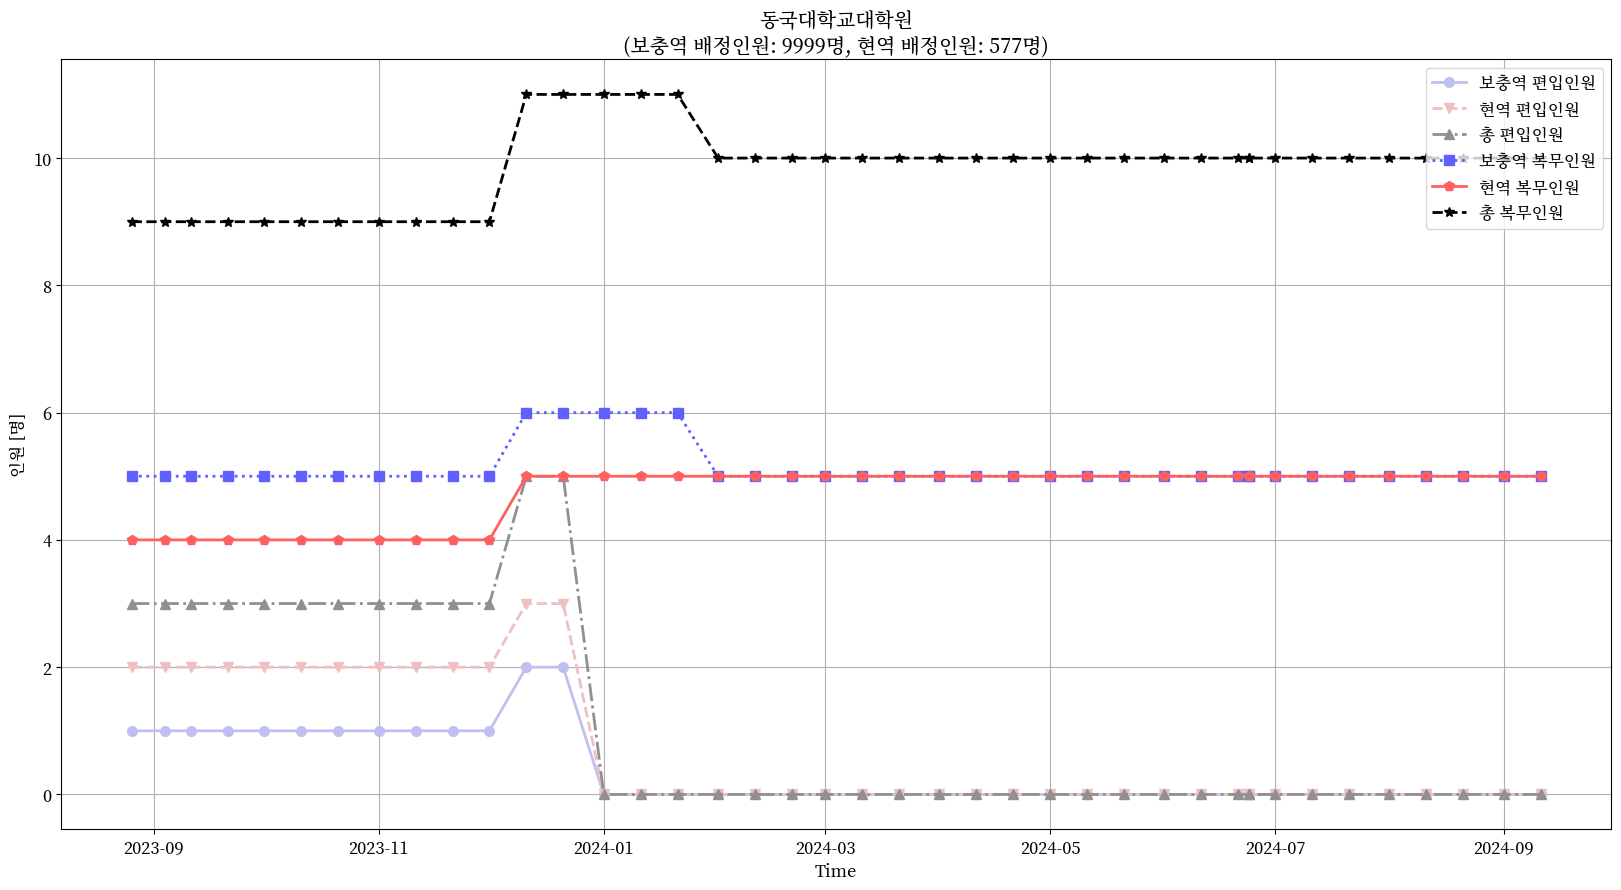 동국대학교대학원
(보충역 배정인원: 9999명, 현역 배정인원: 577명)
보충역 편입인원
현역 편입인원
총 편입인원
보충역 복무인원
현역 복무인원
총 복무인원
인원 [명]
10
8
6
4
2
0
2023-09
2023-11
2024-01
2024-03
2024-05
2024-07
2024-09
Time